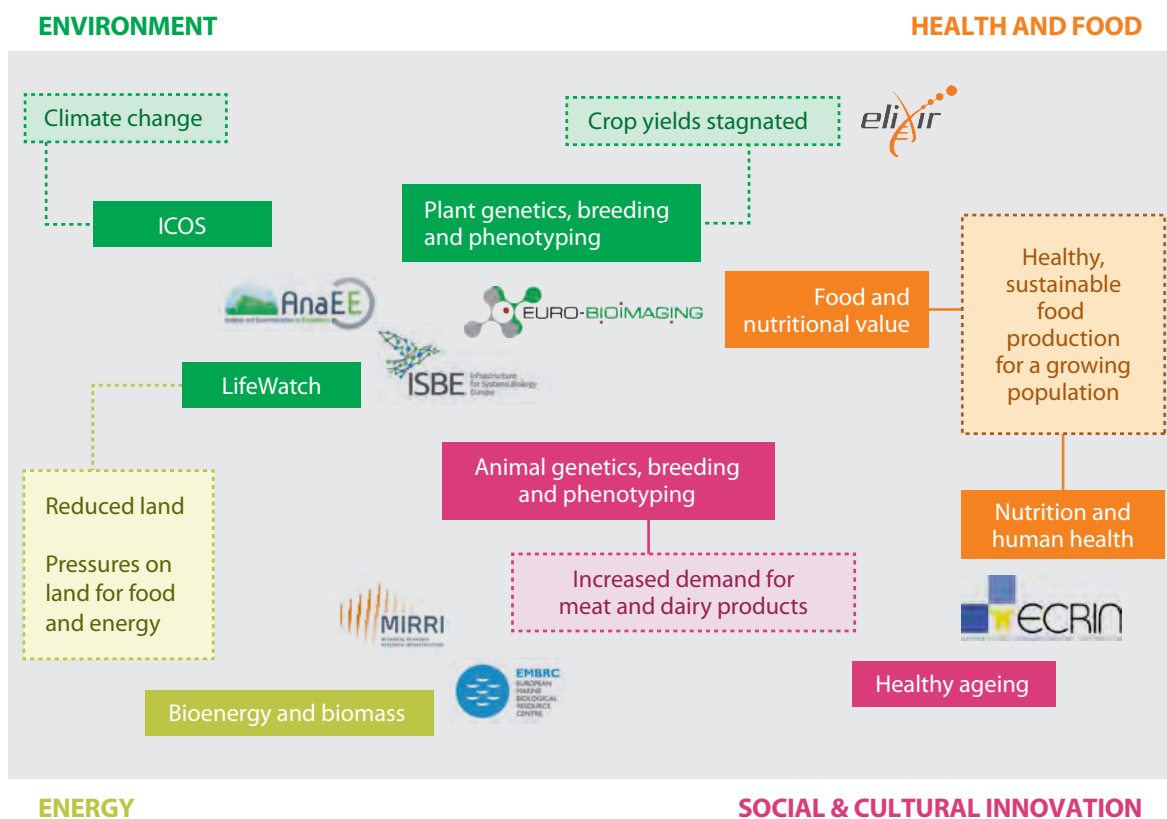 ENVIRONMENT
HEALTH AND FOOD
Climate change
Crop yields stagnated
elixir
ICOS
Plant genetics, breeding
and phenotyping
Healthy,
sustainable
food
production
for a growing
population
Food and
nutritional value
AnaEE
EURO-BIOIMAGING
LifeWatch
ISBE
Infrastructure
for Systems Biology
Europe
Animal genetics, breeding
and phenotyping
Reduced land
Pressures on
land for food
and energy
Nutrition and
human health
Increased demand for
meat and dairy products
MIRRI
ECRIN
EMBRC
EUROPEAN
MARINE
BIOLOGICAL
RESOURCE
CENTRE
Healthy ageing
Bioenergy and biomass
ENERGY
SOCIAL & CULTURAL INNOVATION